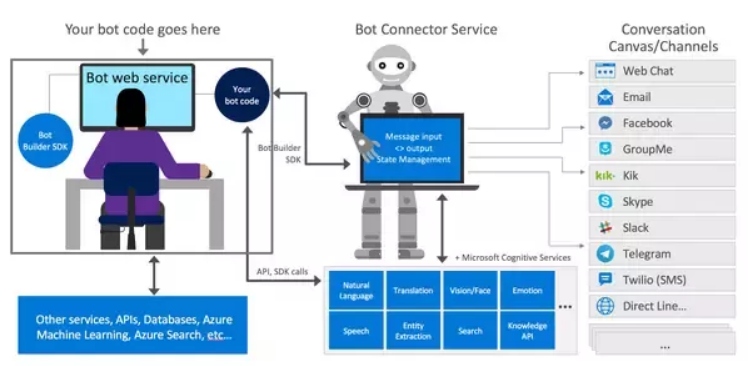 Your bot code goes here
Bot web service
Your
bot code
Bot
Builder SDK
Other services, APIs, Databases, Azure
Machine Learning, Azure Search, etc...
Bot Connector Service
Bot Builder
SDK
Message input
<> output
State Management
API, SDK calls
+ Microsoft Cognitive Services
Natural
Language
Translation
Vision/Face
Emotion
Speech
Entity
Extraction
Search
Knowledge
API
...
Conversation
Canvas/Channels
Web Chat
Email
Facebook
GroupMe
kik·
Kik
Skype
Slack
Telegram
Twilio (SMS)
Direct Line...
...